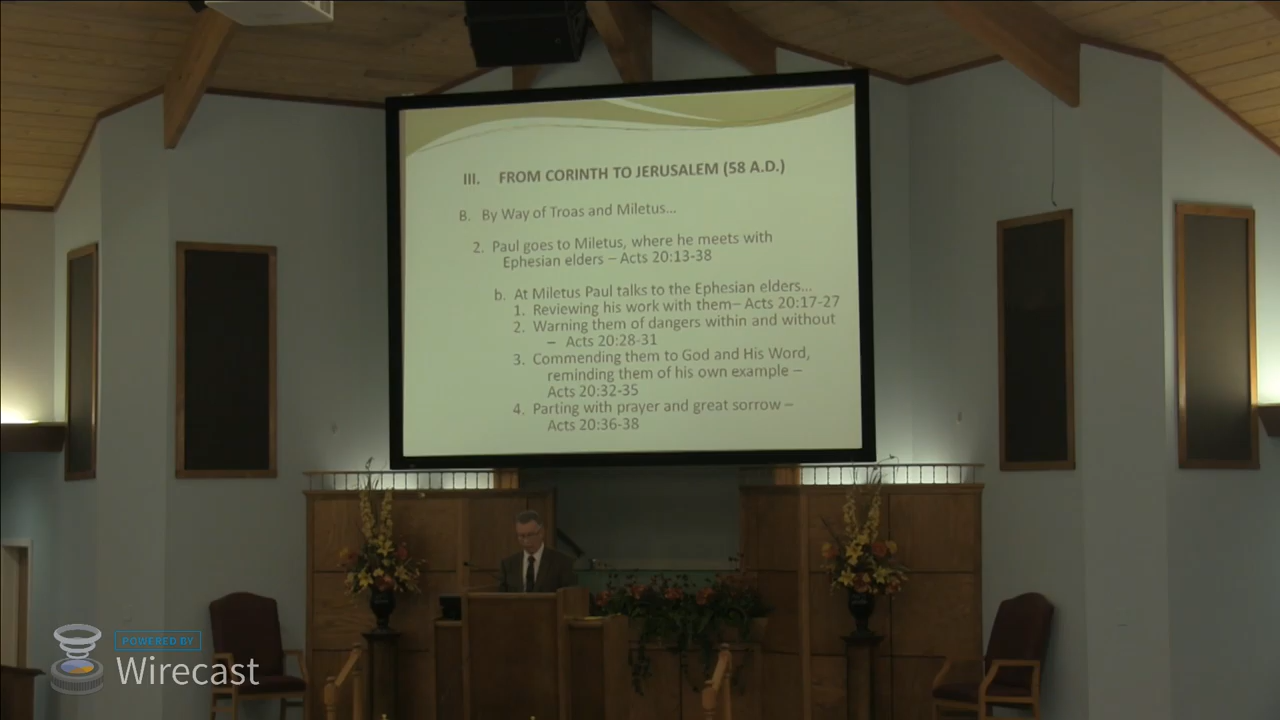 III. FROM CORINTH TO JERUSALEM (58 A.D.)
B. By Way of Troas and Miletus...
2. Paul goes to Miletus, where he meets with
Ephesian elders – Acts 20:13-38
b. At Miletus Paul talks to the Ephesian elders...
1. Reviewing his work with them– Acts 20:17-27
2. Warning them of dangers within and without
– Acts 20:28-31
3. Commending them to God and His Word,
reminding them of his own example –
Acts 20:32-35
4. Parting with prayer and great sorrow –
Acts 20:36-38
POWERED BY
Wirecast